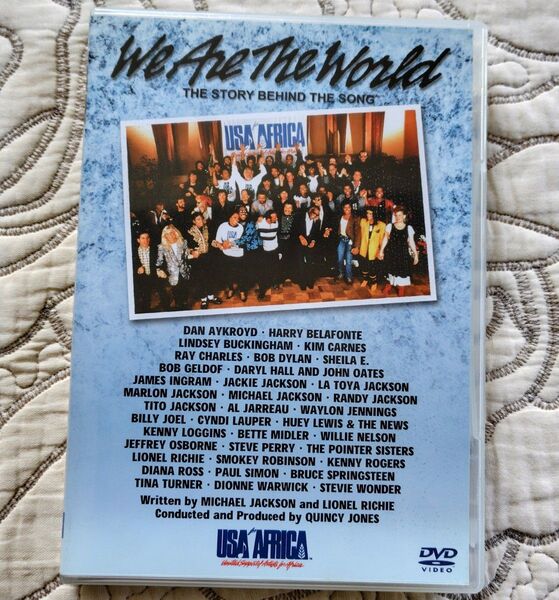 We Are The World
THE STORY BEHIND THE SONG
USA AFRICA
DAN AYKROYD · HARRY BELAFONTE
LINDSEY BUCKINGHAM · KIM CARNES
RAY CHARLES · BOB DYLAN · SHEILA E.
BOB GELDOF · DARYL HALL AND JOHN OATES
JAMES INGRAM · JACKIE JACKSON · LA TOYA JACKSON
MARLON JACKSON · MICHAEL JACKSON · RANDY JACKSON
TITO JACKSON · AL JARREAU · WAYLON JENNINGS
BILLY JOEL · CYNDI LAUPER · HUEY LEWIS & THE NEWS
KENNY LOGGINS · BETTE MIDLER · WILLIE NELSON
JEFFREY OSBORNE · STEVE PERRY · THE POINTER SISTERS
LIONEL RICHIE · SMOKEY ROBINSON · KENNY ROGERS
DIANA ROSS · PAUL SIMON · BRUCE SPRINGSTEEN
TINA TURNER · DIONNE WARWICK · STEVIE WONDER
Written by MICHAEL JACKSON and LIONEL RICHIE
Conducted and Produced by QUINCY JONES
USA for AFRICA
United Support of Artists for Africa
DVD
VIDEO